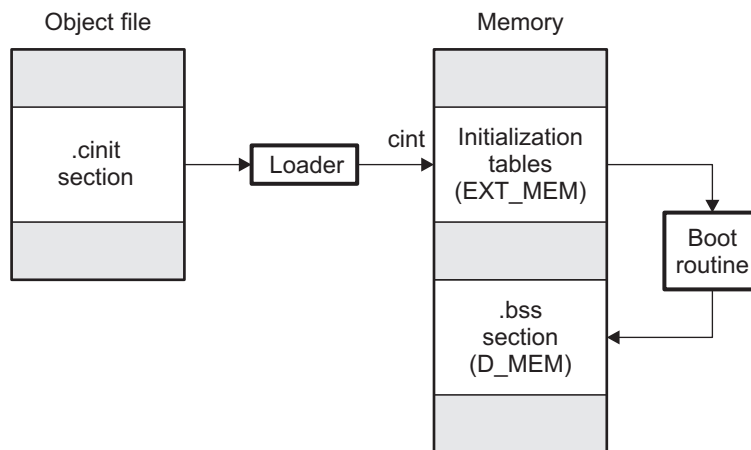 Object file
Memory
.cinit
section
Loader
cint
Initialization
tables
(EXT_MEM)
Boot
routine
.bss
section
(D_MEM)